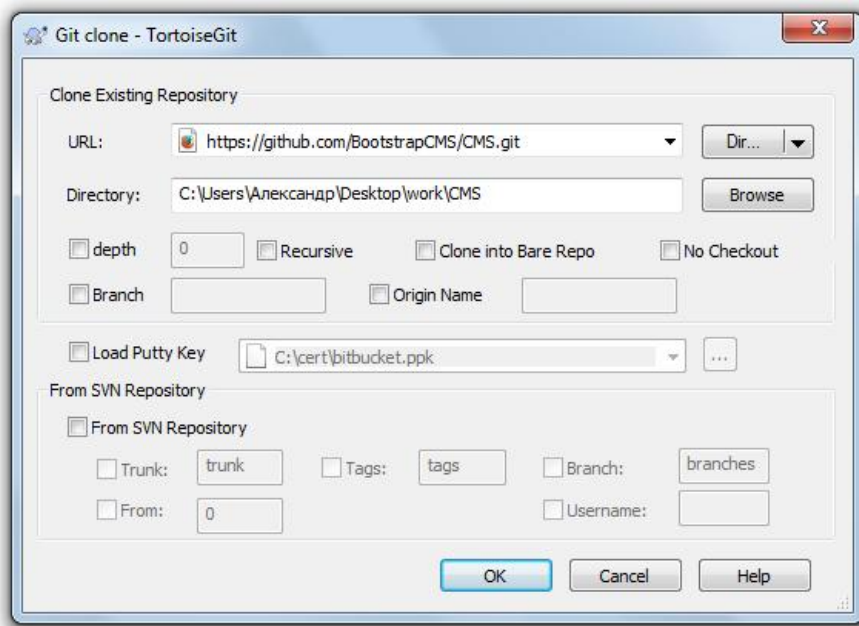 Git clone - TortoiseGit
Clone Existing Repository
URL: https://github.com/BootstrapCMS/CMS.git Dir...
Directory: C:\Users\Александр\Desktop\work\CMS Browse
depth 0 Recursive Clone into Bare Repo No Checkout
Branch Origin Name
Load Putty Key C:\cert\bitbucket.ppk ...
From SVN Repository
From SVN Repository
Trunk: trunk Tags: tags Branch: branches
From: 0 Username:
OK Cancel Help